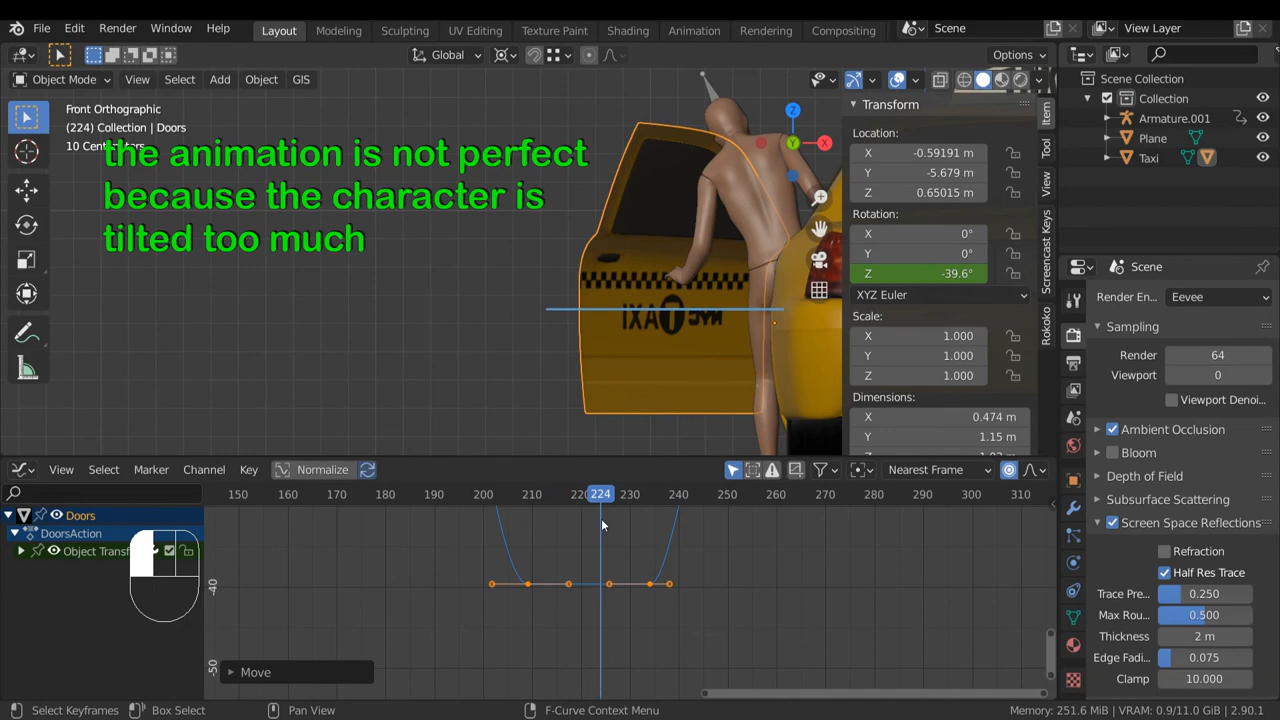 File Edit Render Window Help Layout Modeling Sculpting UV Editing Texture Paint Shading Animation Rendering Compositing Scene View Layer
Global Options
Object Mode View Select Add Object GIS
Front Orthographic
(224) Collection | Doors
10 Centimeters
the animation is not perfect
because the character is
tilted too much
Z
X
Y
TAXI
NYC
Transform
Location:
X -0.59191 m
Y -5.679 m
Z 0.65015 m
Rotation:
X 0°
Y 0°
Z -39.6°
XYZ Euler
Scale:
X 1.000
Y 1.000
Z 1.000
Dimensions:
X 0.474 m
Y 1.15 m
Item
Tool
View
Screencast Keys
Rokoko
Scene Collection
Collection
Armature.001
Plane
Taxi
Scene
Render En... Eevee
Sampling
Render 64
Viewport 0
Viewport Denoi...
Ambient Occlusion
Bloom
Depth of Field
Subsurface Scattering
Screen Space Reflections
Refraction
Half Res Trace
Trace Pre... 0.250
Max Rou... 0.500
Thickness 2 m
Edge Fadi... 0.075
Clamp 10.000
View Select Marker Channel Key Normalize Nearest Frame
150 160 170 180 190 200 210 224 230 240 250 260 270 280 290 300 310
Doors
DoorsAction
Object Transf
-40
-50
Move
Select Keyframes Box Select Pan View F-Curve Context Menu Memory: 251.6 MiB | VRAM: 0.9/11.0 GiB | 2.90.1